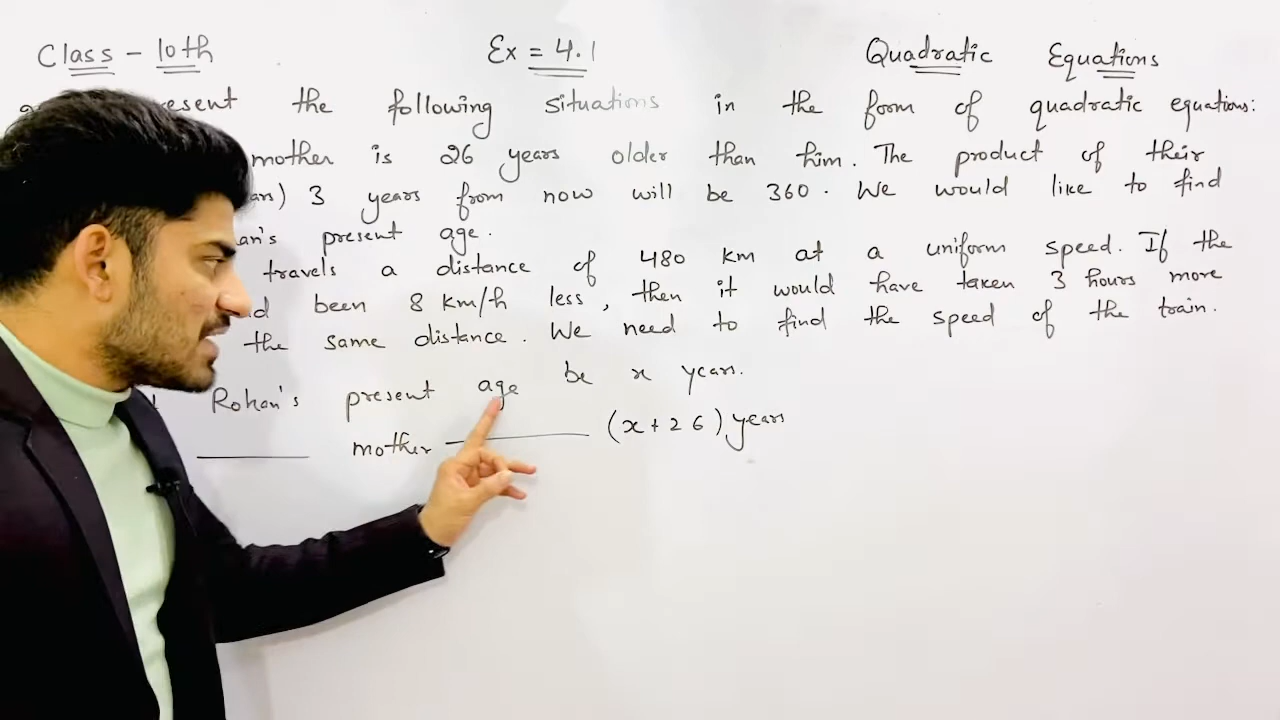 Class - 10th Ex = 4.1 Quadratic Equations
the following situations in the form of quadratic equations:
mother is 26 years older than him. The product of their
3 years from now will be 360. We would like to find
present age.
travels a distance of 480 km at a uniform speed. If the
been 8 km/h less, then it would have taken 3 hours more
the same distance. We need to find the speed of the train.
Rohan's present age be x years.
mother (x+26) years